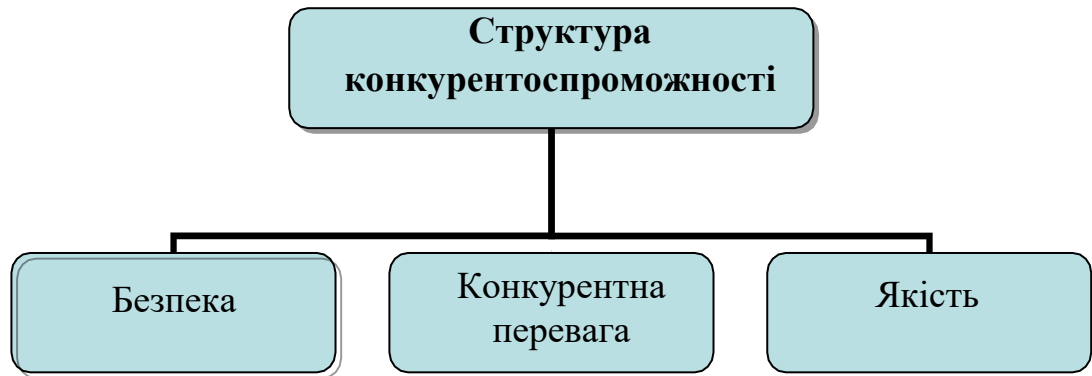 Структура
конкурентоспроможності
Безпека
Конкурентна
перевага
Якість